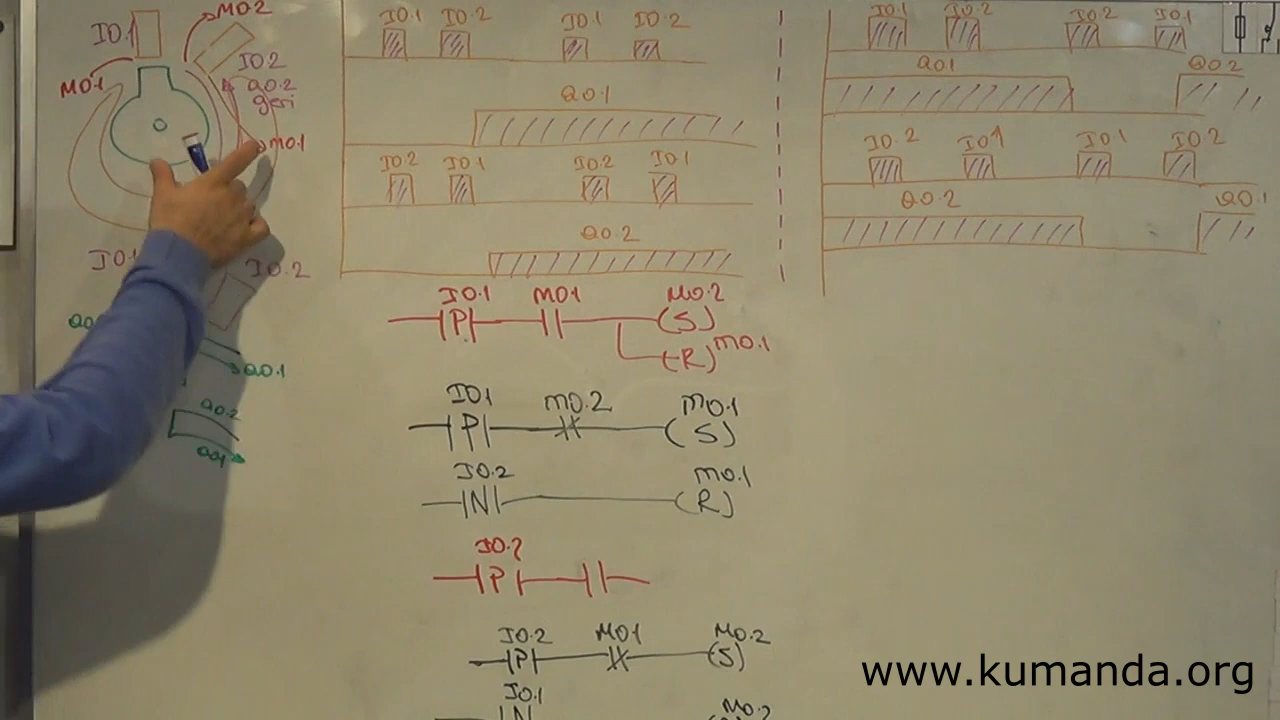 M0.2
I0.1
I0.2
M0.1
Q0.2
geri
M0.1
I0.2
Q0.1
Q0.2
Q0.1
I0.1 I0.2 I0.1 I0.2
Q0.1
I0.2 I0.1 I0.2 I0.1
Q0.2
I0.1 I0.2 I0.2 I0.1
Q0.1 Q0.2
I0.2 I0.1 I0.1 I0.2
Q0.2 Q0.1
I0.1 M0.1 M0.2
P (S)
(R) M0.1
I0.1 M0.2 M0.1
P (S)
I0.2 M0.1
N (R)
I0.2
P
I0.2 M0.1 M0.2
P (S)
I0.1
N M0.2
www.kumanda.org